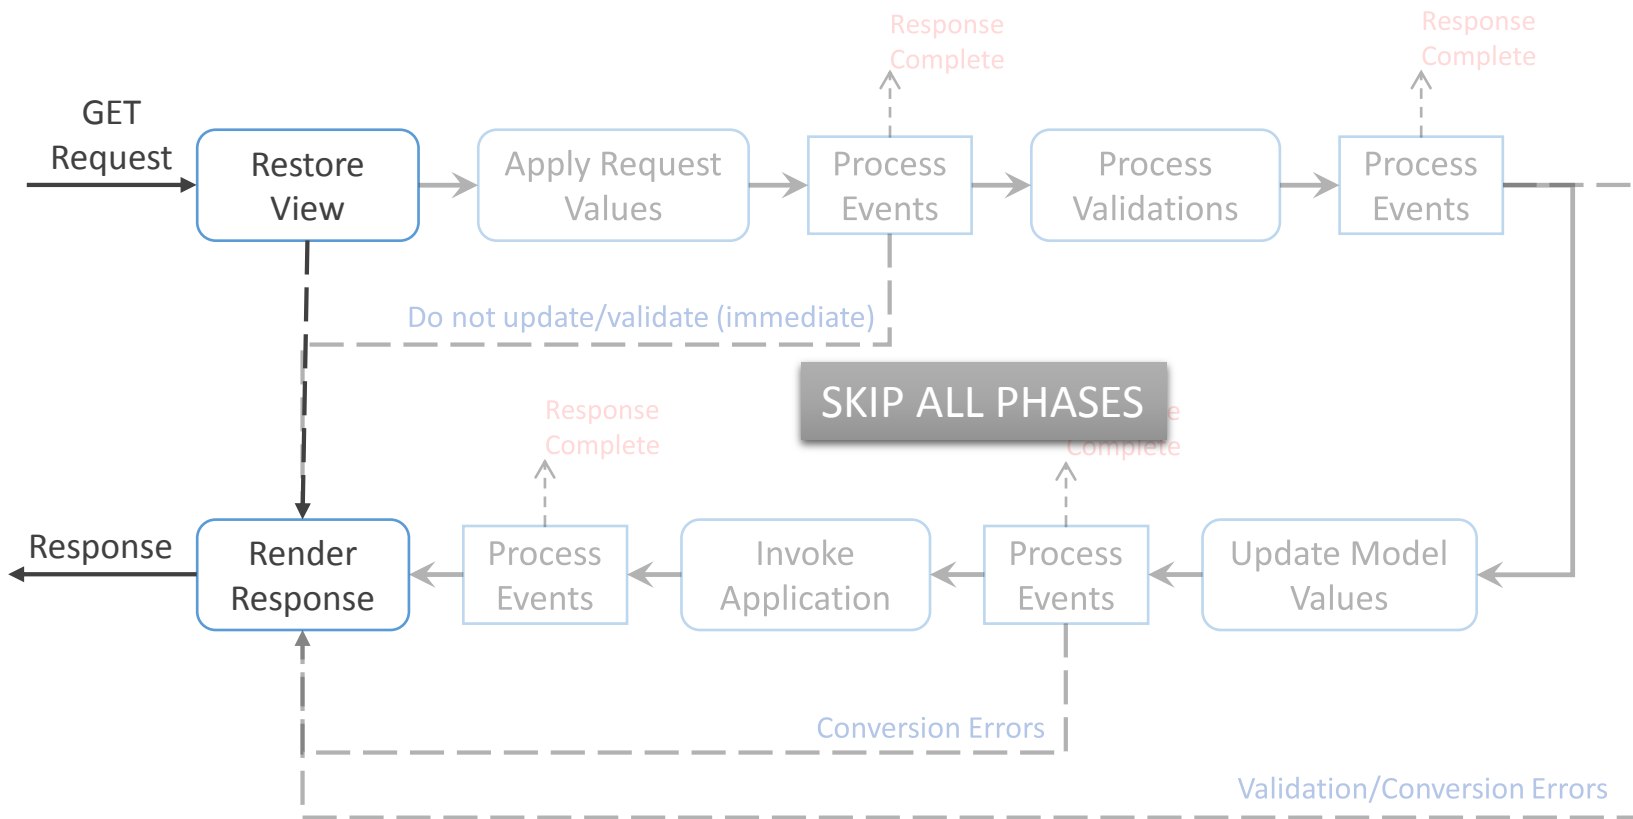 Response
Complete
Response
Complete
GET
Request
Restore
View
Apply Request
Values
Process
Events
Process
Validations
Process
Events
Do not update/validate (immediate)
SKIP ALL PHASES
Response
Complete
Complete
Response
Render
Response
Process
Events
Invoke
Application
Process
Events
Update Model
Values
Conversion Errors
Validation/Conversion Errors